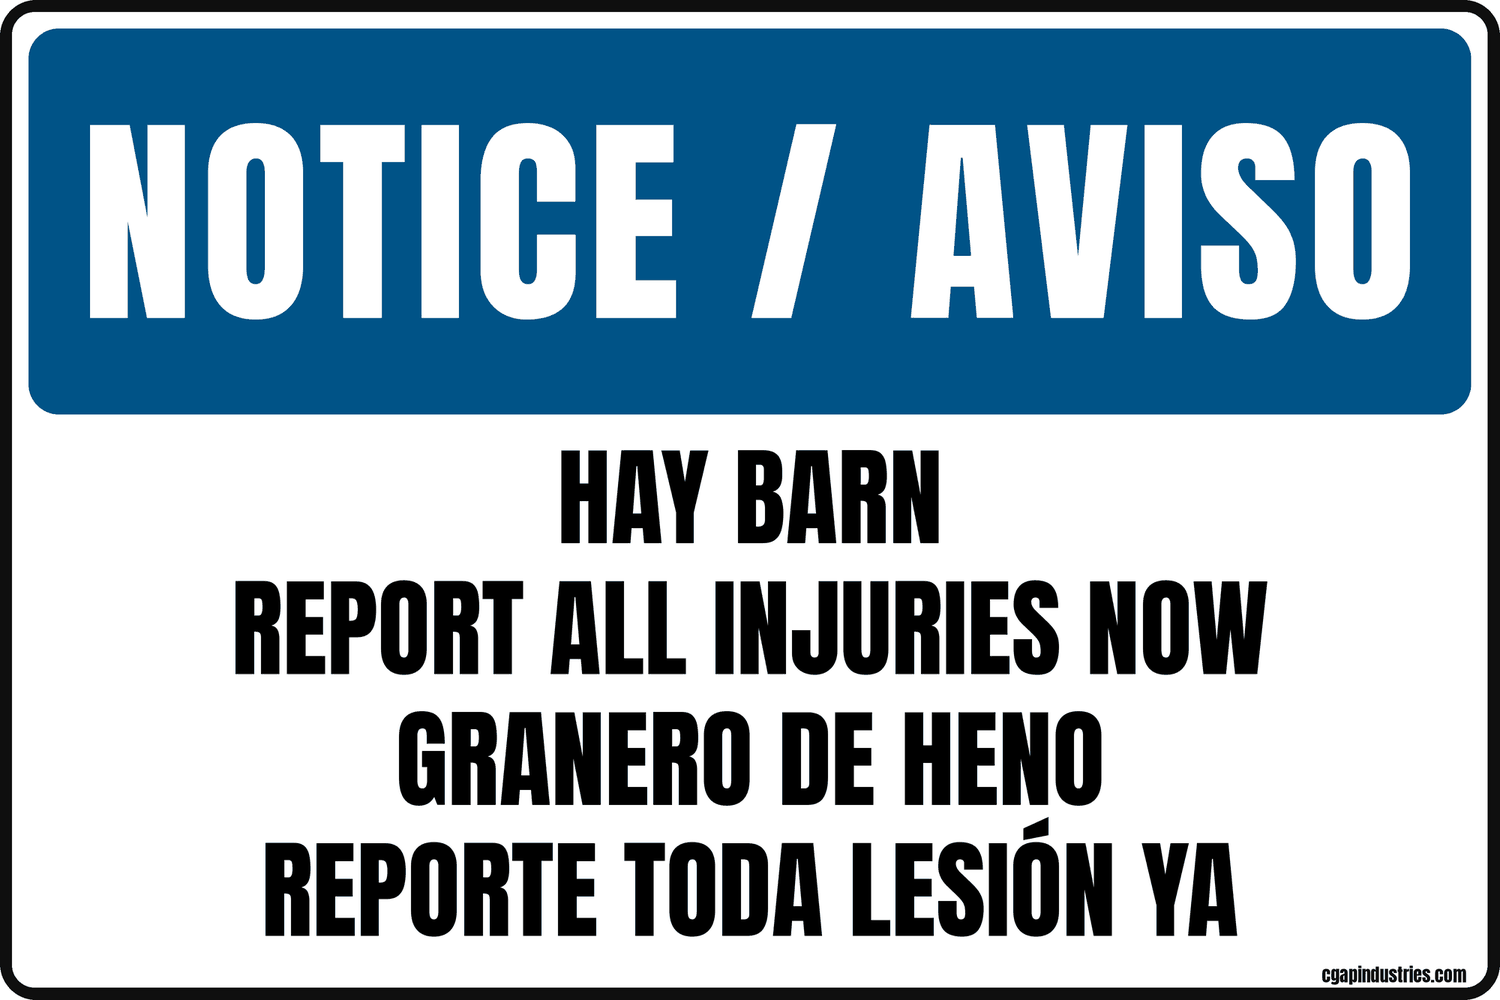 NOTICE / AVISO
HAY BARN
REPORT ALL INJURIES NOW
GRANERO DE HENO
REPORTE TODA LESIÓN YA
cgapindustries.com